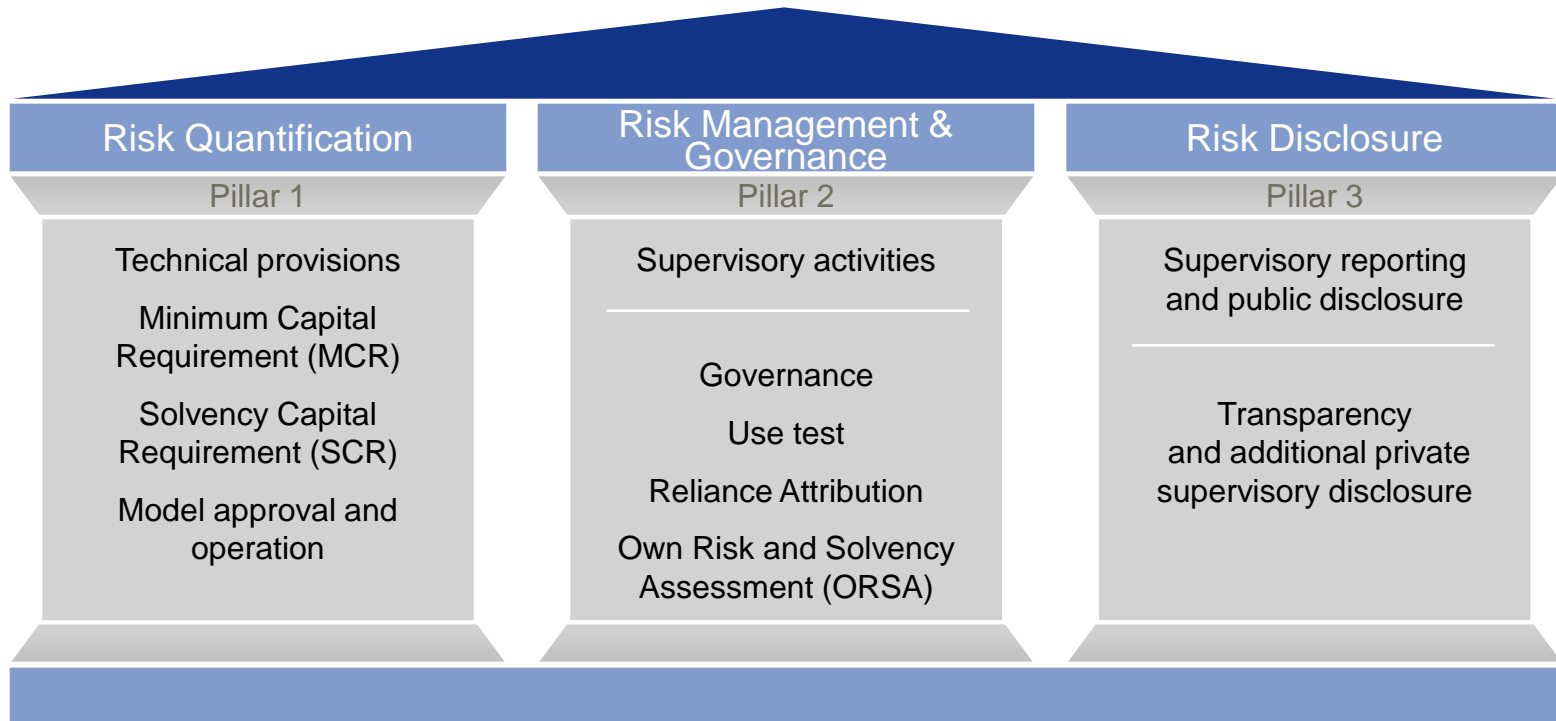 Risk Quantification
Pillar 1
Technical provisions
Minimum Capital
Requirement (MCR)
Solvency Capital
Requirement (SCR)
Model approval and
operation
Risk Management &
Governance
Pillar 2
Supervisory activities
Governance
Use test
Reliance Attribution
Own Risk and Solvency
Assessment (ORSA)
Risk Disclosure
Pillar 3
Supervisory reporting
and public disclosure
Transparency
and additional private
supervisory disclosure